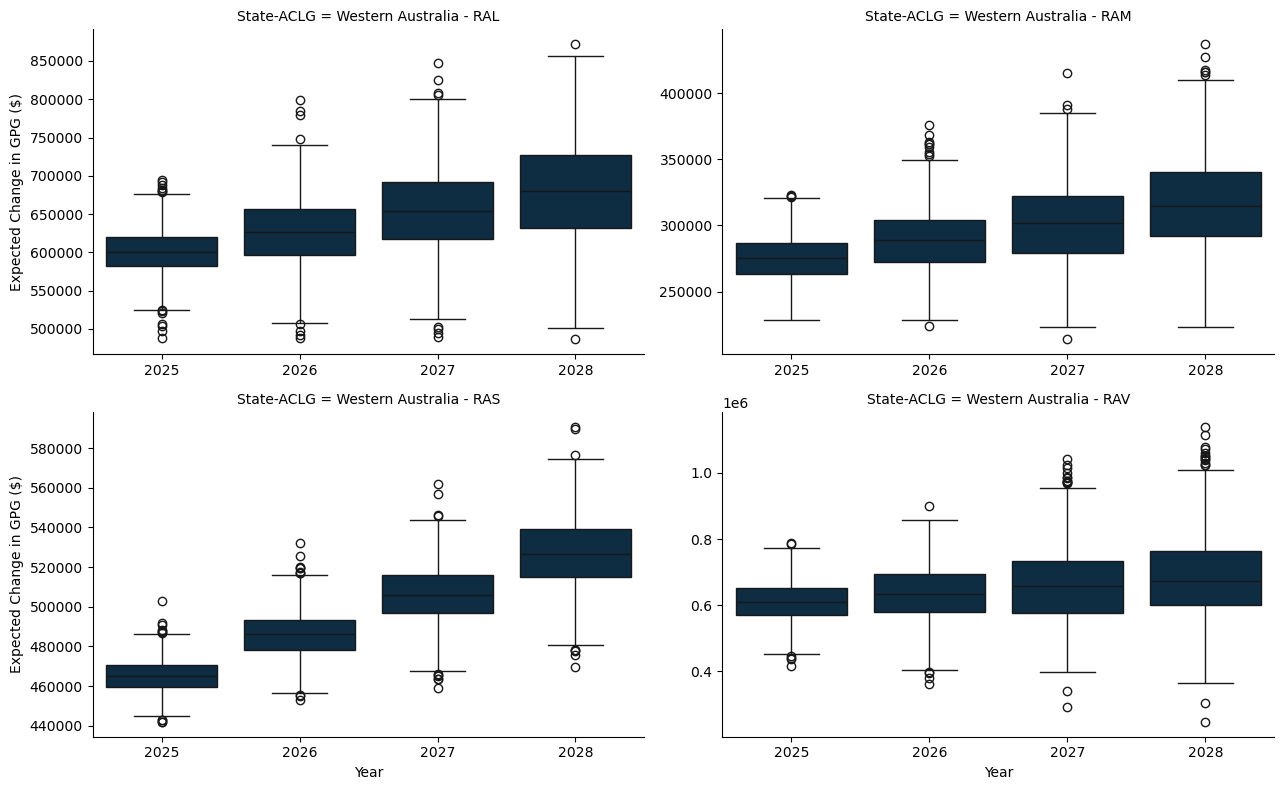 State-ACLG = Western Australia - RAL
Expected Change in GPG ($)
850000
800000
750000
700000
650000
600000
550000
500000
2025 2026 2027 2028
State-ACLG = Western Australia - RAM
400000
350000
300000
250000
2025 2026 2027 2028
State-ACLG = Western Australia - RAS
Expected Change in GPG ($)
580000
560000
540000
520000
500000
480000
460000
440000
2025 2026 2027 2028
Year
State-ACLG = Western Australia - RAV
1e6
1.0
0.8
0.6
0.4
2025 2026 2027 2028
Year